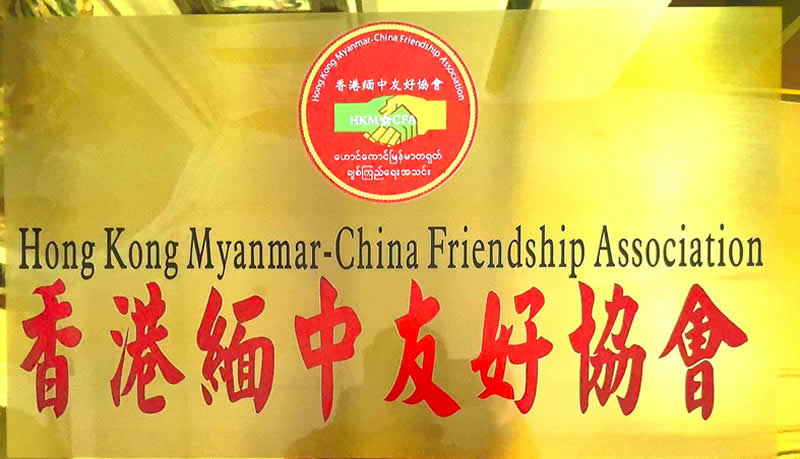 Hong Kong Myanmar-China Friendship Association
香港緬中友好協會
HKM★CFA
ဟောင်ကောင်မြန်မာတရုတ်
ချစ်ကြည်ရေးအသင်း
Hong Kong Myanmar-China Friendship Association
香港緬中友好協會